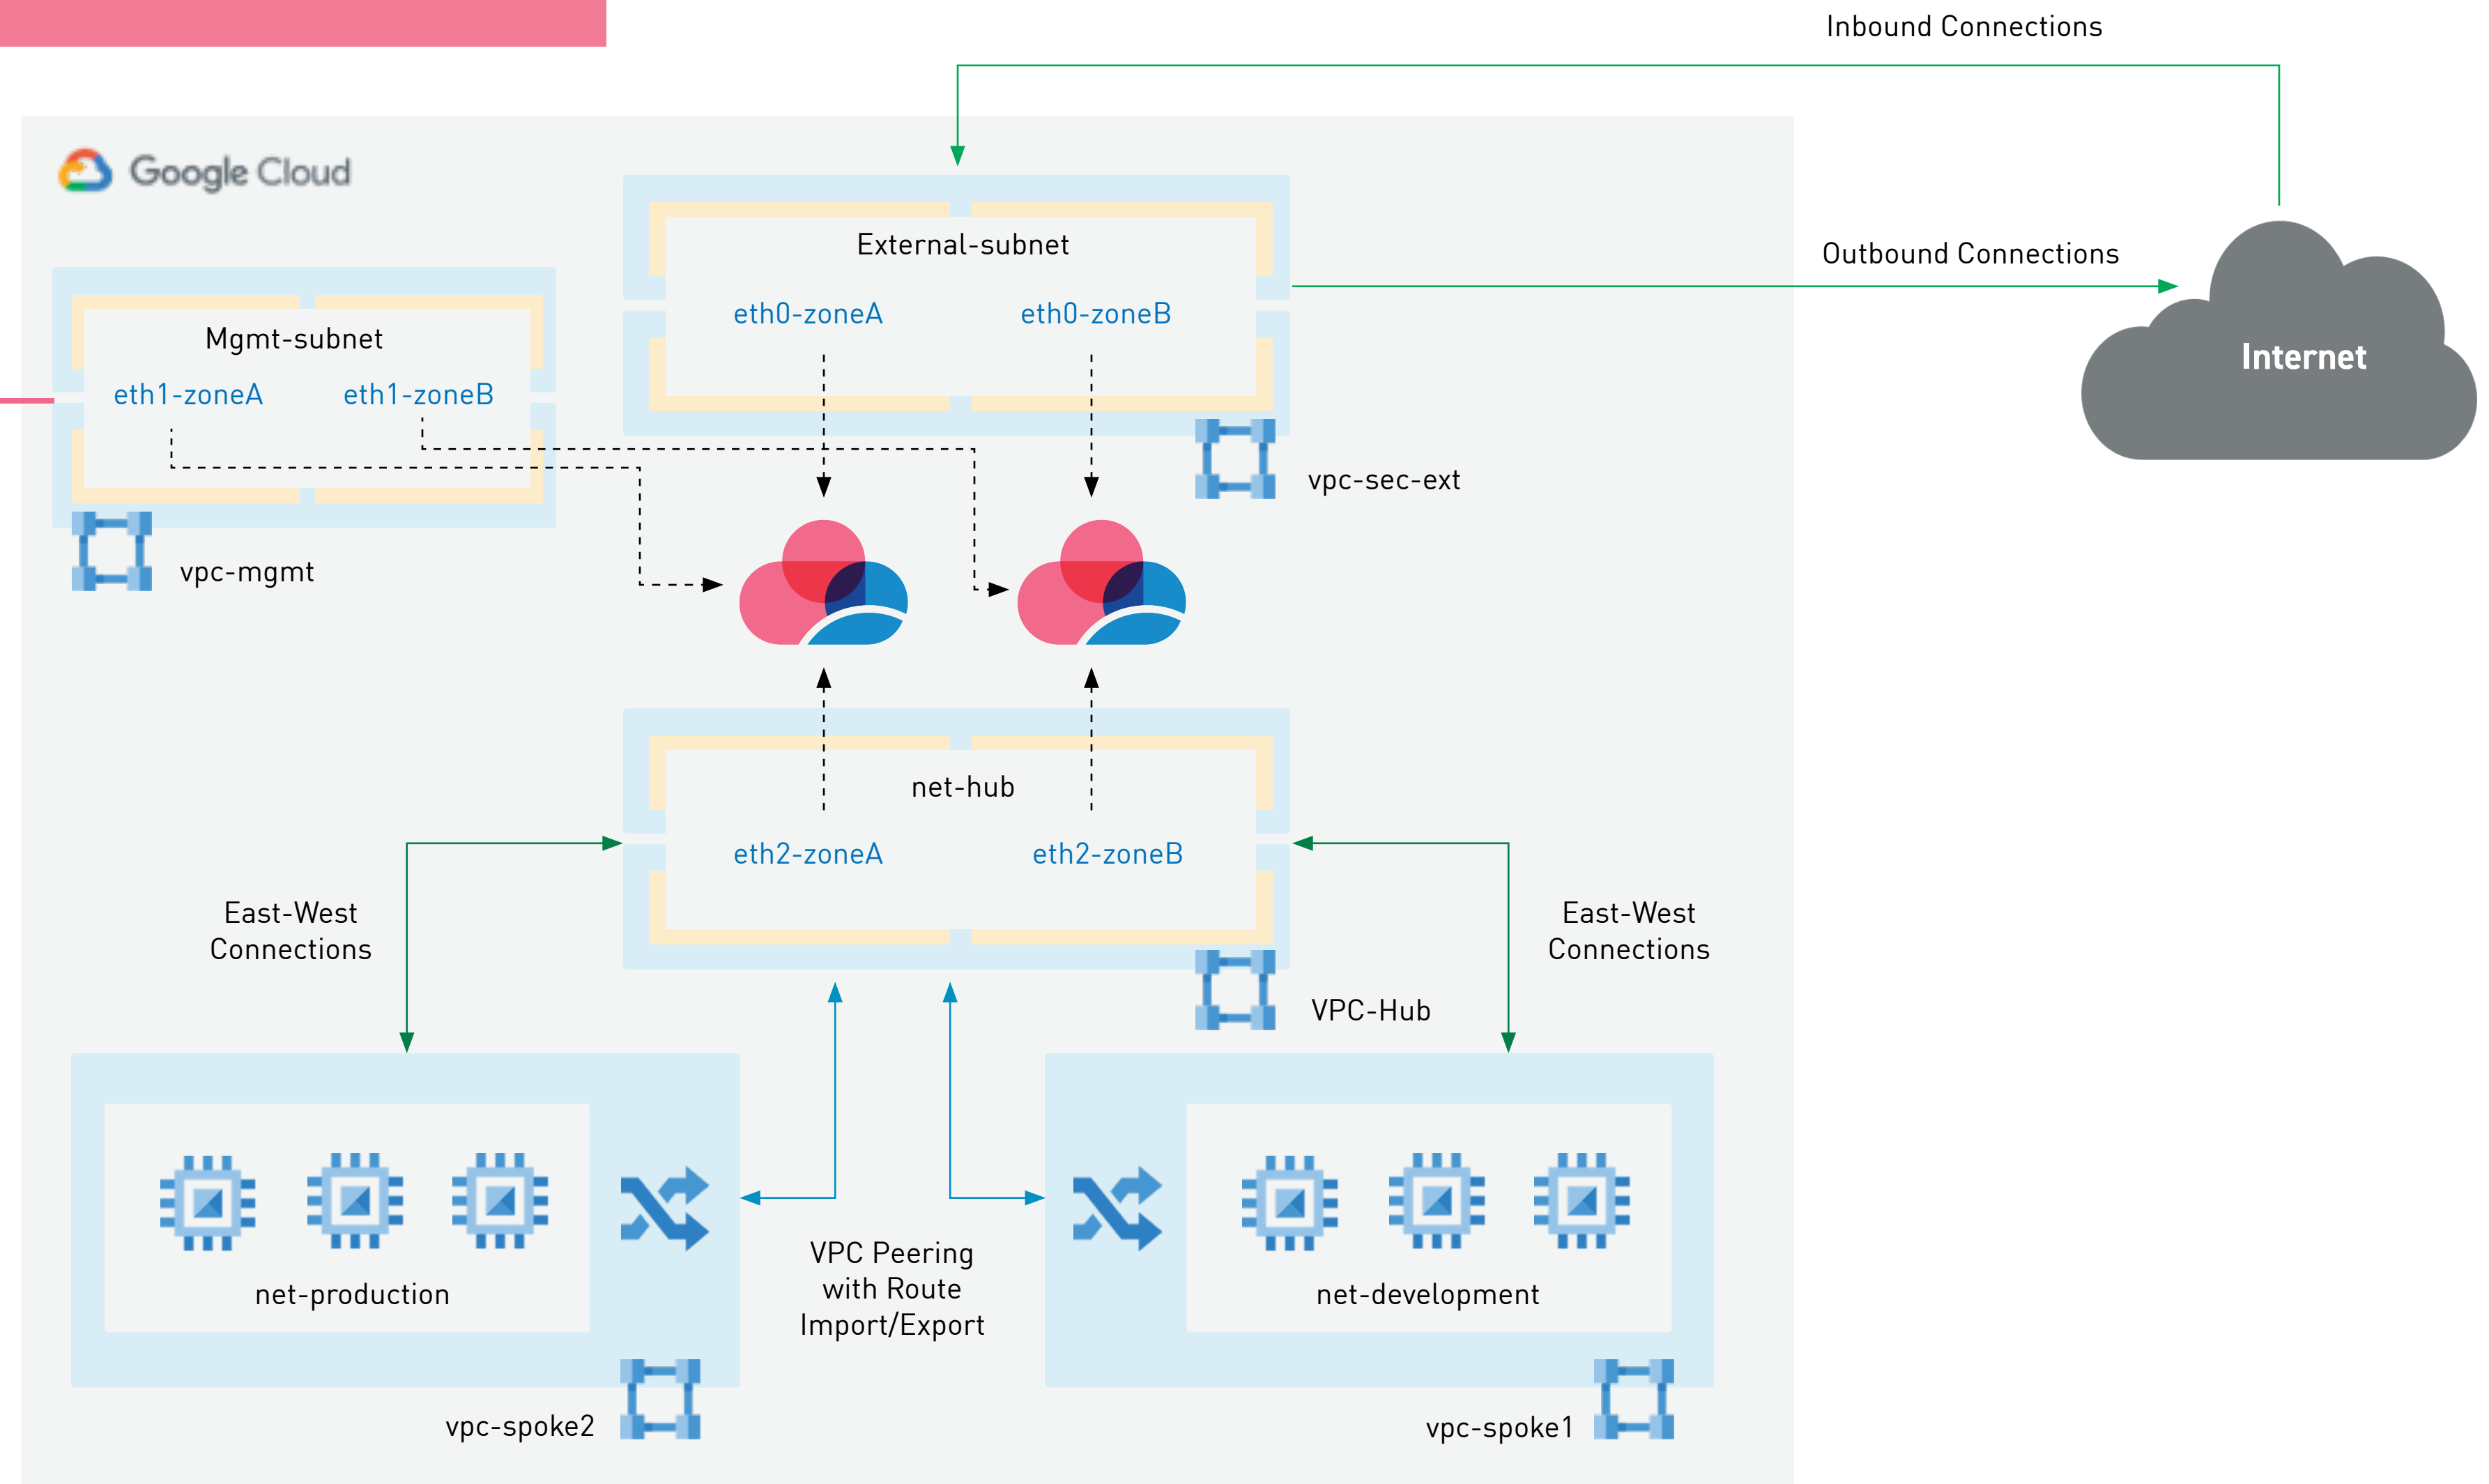 Inbound Connections
Google Cloud
External-subnet
Outbound Connections
eth0-zoneA
eth0-zoneB
Mgmt-subnet
Internet
eth1-zoneA
eth1-zoneB
vpc-sec-ext
vpc-mgmt
net-hub
eth2-zoneA
eth2-zoneB
East-West
Connections
East-West
Connections
VPC-Hub
VPC Peering
with Route
Import/Export
net-production
net-development
vpc-spoke2
vpc-spoke1